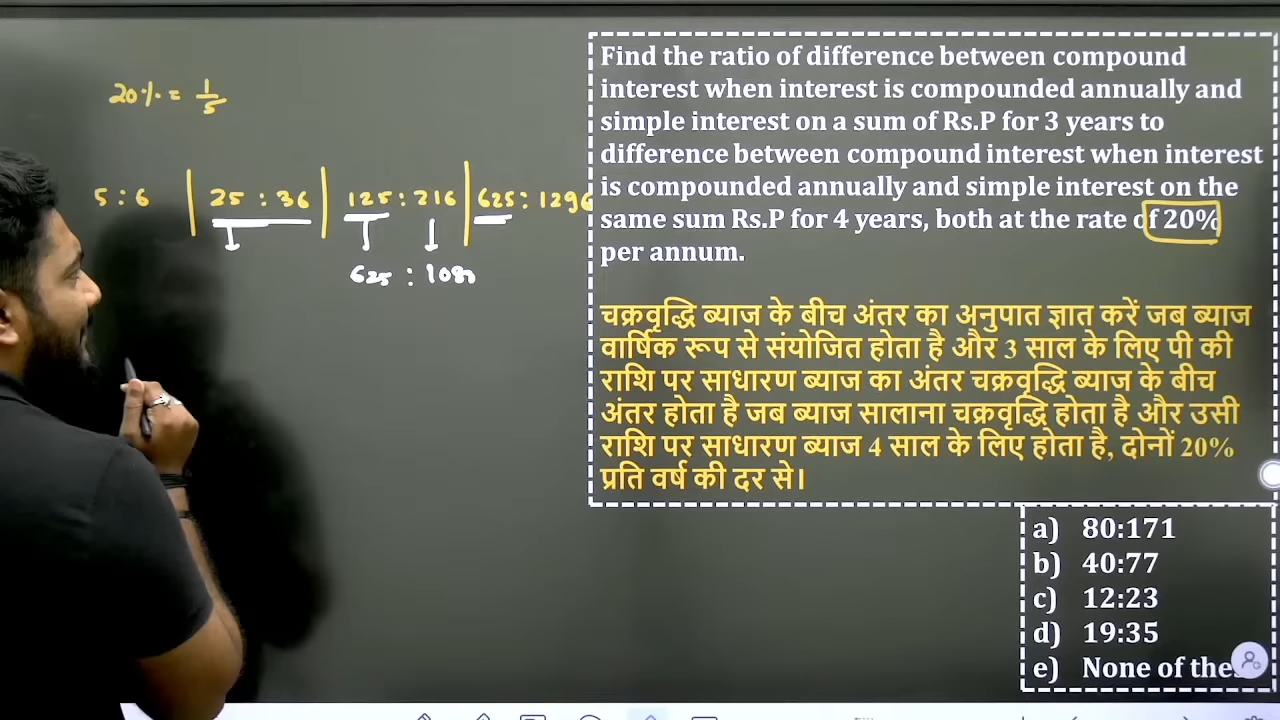 20% = 1/5
5 : 6 | 25 : 36 | 125 : 216 | 625 : 1296
625 : 1080
Find the ratio of difference between compound
interest when interest is compounded annually and
simple interest on a sum of Rs.P for 3 years to
difference between compound interest when interest
is compounded annually and simple interest on the
same sum Rs.P for 4 years, both at the rate of 20%
per annum.
चक्रवृद्धि ब्याज के बीच अंतर का अनुपात ज्ञात करें जब ब्याज
वार्षिक रूप से संयोजित होता है और 3 साल के लिए पी की
राशि पर साधारण ब्याज का अंतर चक्रवृद्धि ब्याज के बीच
अंतर होता है जब ब्याज सालाना चक्रवृद्धि होता है और उसी
राशि पर साधारण ब्याज 4 साल के लिए होता है, दोनों 20%
प्रति वर्ष की दर से।
a) 80:171
b) 40:77
c) 12:23
d) 19:35
e) None of the